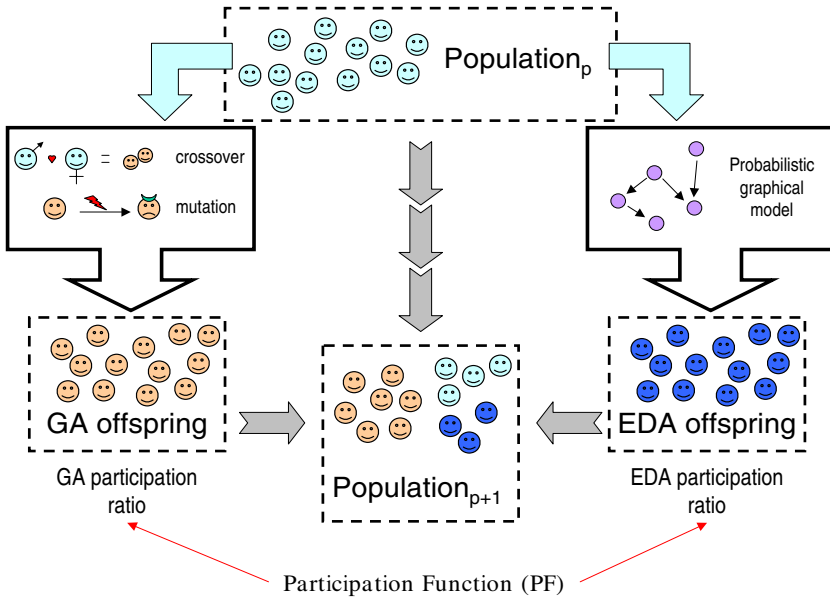 Population_p
crossover
mutation
=
Probabilistic
graphical
model
GA offspring
EDA offspring
Population_{p+1}
GA participation
ratio
EDA participation
ratio
Participation Function (PF)